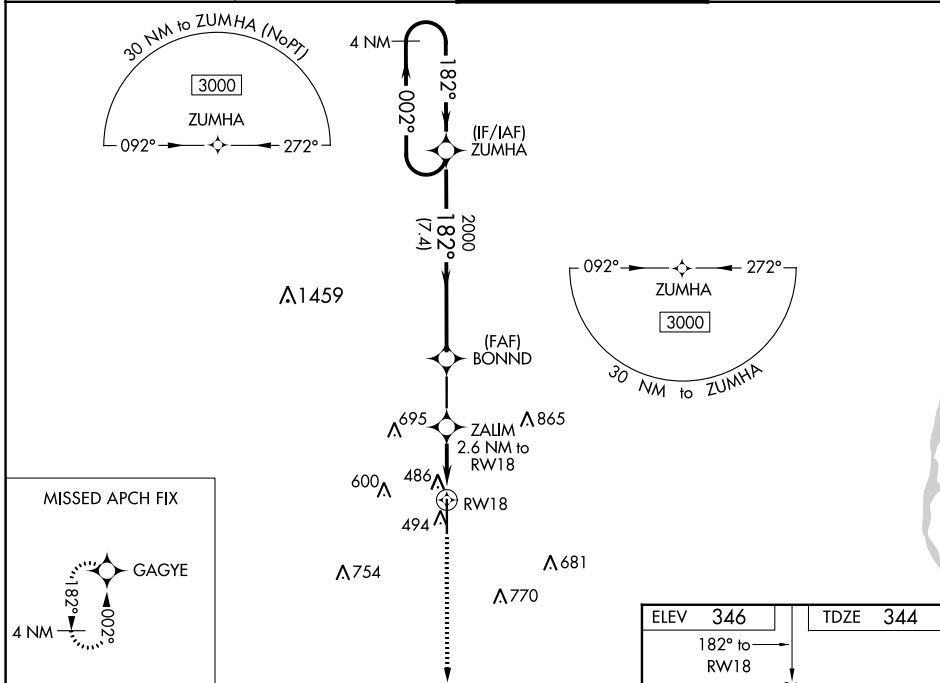 30 NM to ZUMHA (NoPT)
3000
ZUMHA
092°
272°
4 NM
182°
002°
(IF/IAF)
ZUMHA
2000
182°
(7.4)
1459
092°
272°
ZUMHA
3000
30 NM to ZUMHA
(FAF)
BONND
695
ZALIM
865
2.6 NM to
RW18
600
486
RW18
494
754
681
770
MISSED APCH FIX
GAGYE
182°
002°
4 NM
ELEV 346
TDZE 344
182° to
RW18